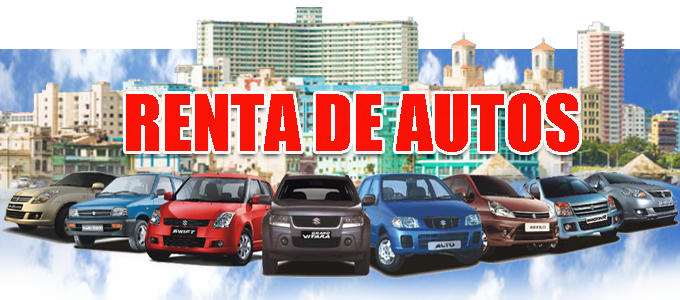 RENTA DE AUTOS
SWIFT
GRAND
VITARA
ALTO